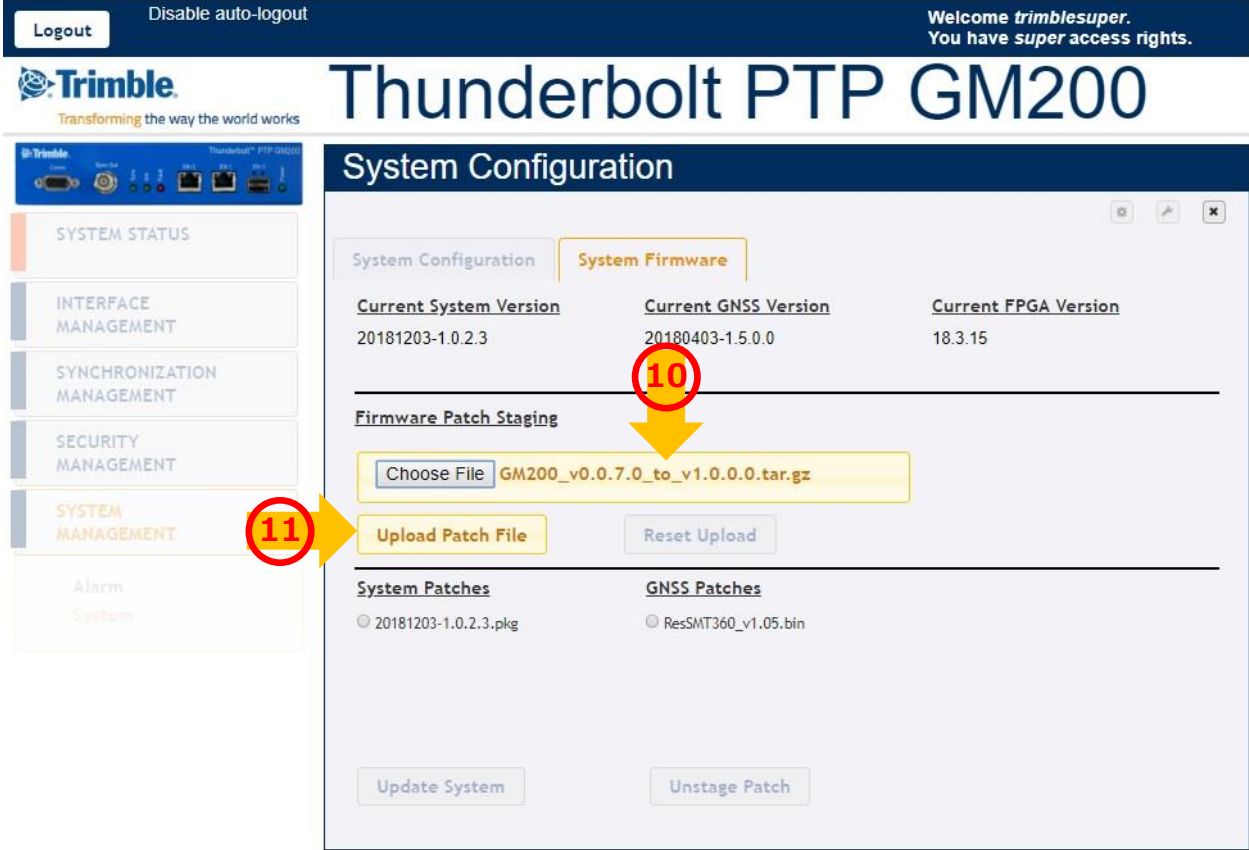 Logout
Disable auto-logout
Welcome trimblesuper.
You have super access rights.
Trimble.
Transforming the way the world works
Thunderbolt PTP GM200
Trimble.
Thunderbolt™ PTP GM200
System Configuration
SYSTEM STATUS
INTERFACE
MANAGEMENT
SYNCHRONIZATION
MANAGEMENT
SECURITY
MANAGEMENT
SYSTEM
MANAGEMENT
Alarm
System
System Configuration
System Firmware
Current System Version
Current GNSS Version
Current FPGA Version
20181203-1.0.2.3
20180403-1.5.0.0
18.3.15
10
Firmware Patch Staging
Choose File GM200_v0.0.7.0_to_v1.0.0.0.tar.gz
11
Upload Patch File
Reset Upload
System Patches
GNSS Patches
20181203-1.0.2.3.pkg
ResSMT360_v1.05.bin
Update System
Unstage Patch